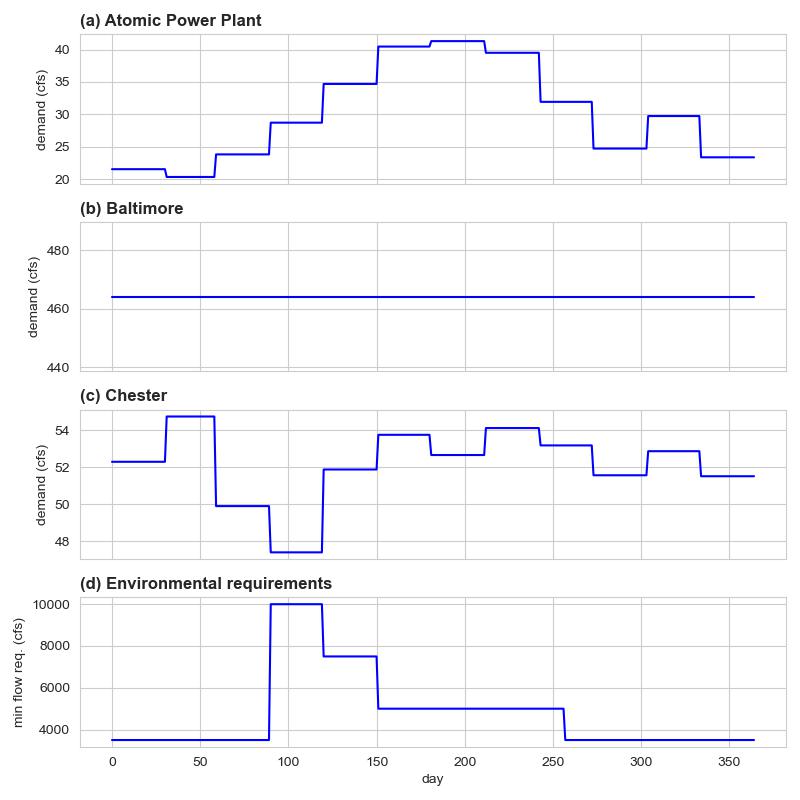 (a) Atomic Power Plant
demand (cfs)
40
35
30
25
20
(b) Baltimore
demand (cfs)
480
460
440
(c) Chester
demand (cfs)
54
52
50
48
(d) Environmental requirements
min flow req. (cfs)
10000
8000
6000
4000
0 50 100 150 200 250 300 350
day